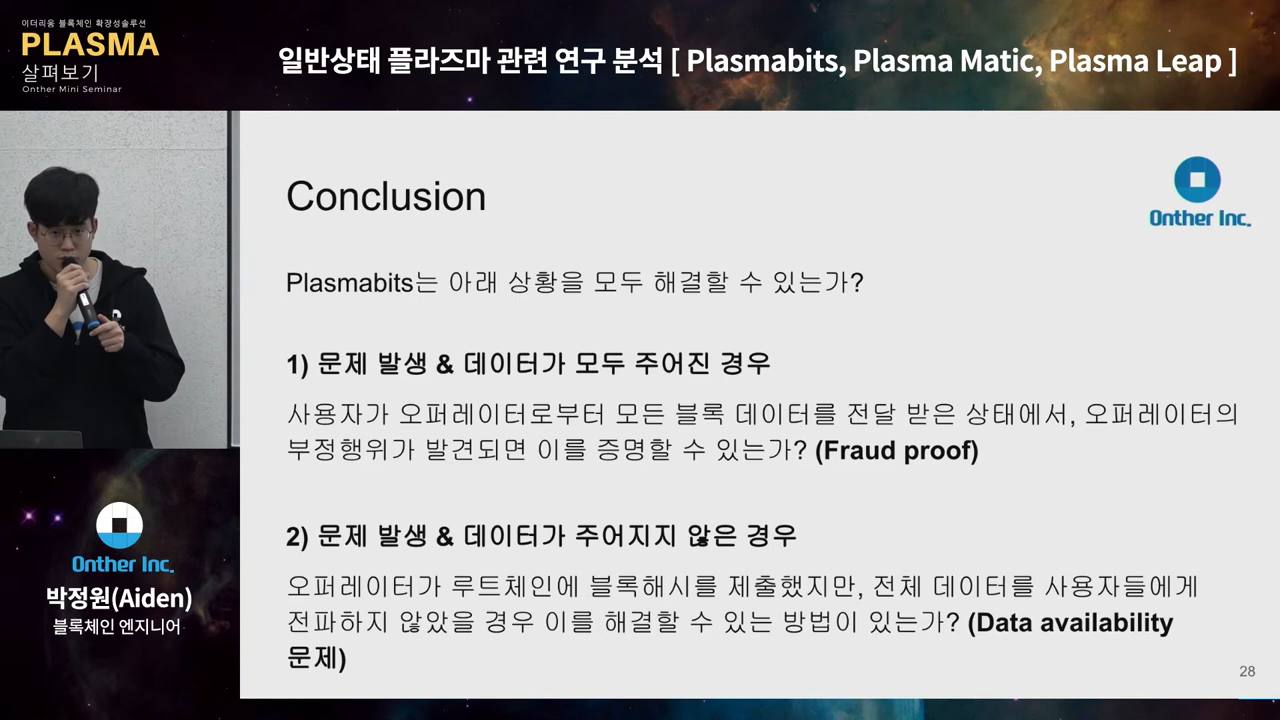 이더리움 블록체인 확장성솔루션
PLASMA
살펴보기
Onther Mini Seminar
일반상태 플라즈마 관련 연구 분석 [ Plasmabits, Plasma Matic, Plasma Leap ]
Conclusion
Onther Inc.
Plasmabits는 아래 상황을 모두 해결할 수 있는가?
1) 문제 발생 & 데이터가 모두 주어진 경우
사용자가 오퍼레이터로부터 모든 블록 데이터를 전달 받은 상태에서, 오퍼레이터의
부정행위가 발견되면 이를 증명할 수 있는가? (Fraud proof)
2) 문제 발생 & 데이터가 주어지지 않은 경우
오퍼레이터가 루트체인에 블록해시를 제출했지만, 전체 데이터를 사용자들에게
전파하지 않았을 경우 이를 해결할 수 있는 방법이 있는가? (Data availability
문제)
28
Onther Inc.
박정원(Aiden)
블록체인 엔지니어